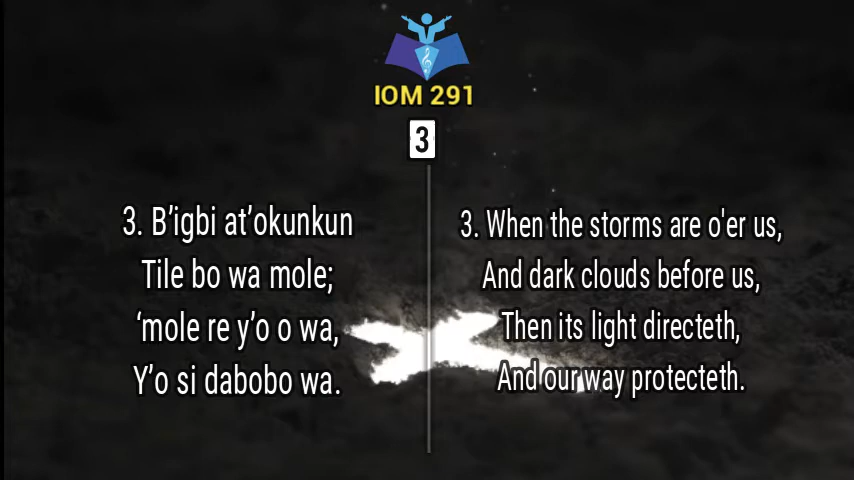 IOM 291
3
3. B’igbi at’okunkun
Tile bo wa mole;
‘mole re y’o o wa,
Y’o si dabobo wa.
3. When the storms are o'er us,
And dark clouds before us,
Then its light directeth,
And our way protecteth.